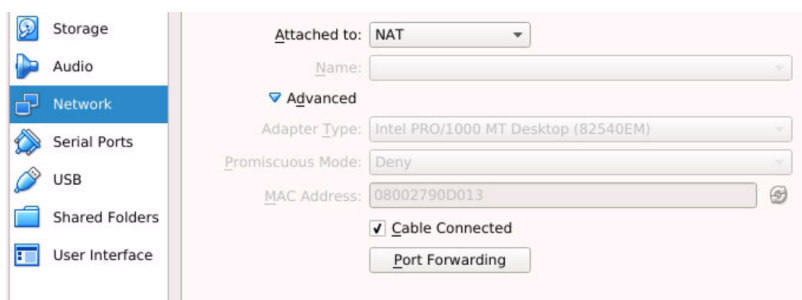 Storage
Audio
Network
Serial Ports
USB
Shared Folders
User Interface
Attached to: NAT
Name:
Advanced
Adapter Type: Intel PRO/1000 MT Desktop (82540EM)
Promiscuous Mode: Deny
MAC Address: 08002790D013
Cable Connected
Port Forwarding